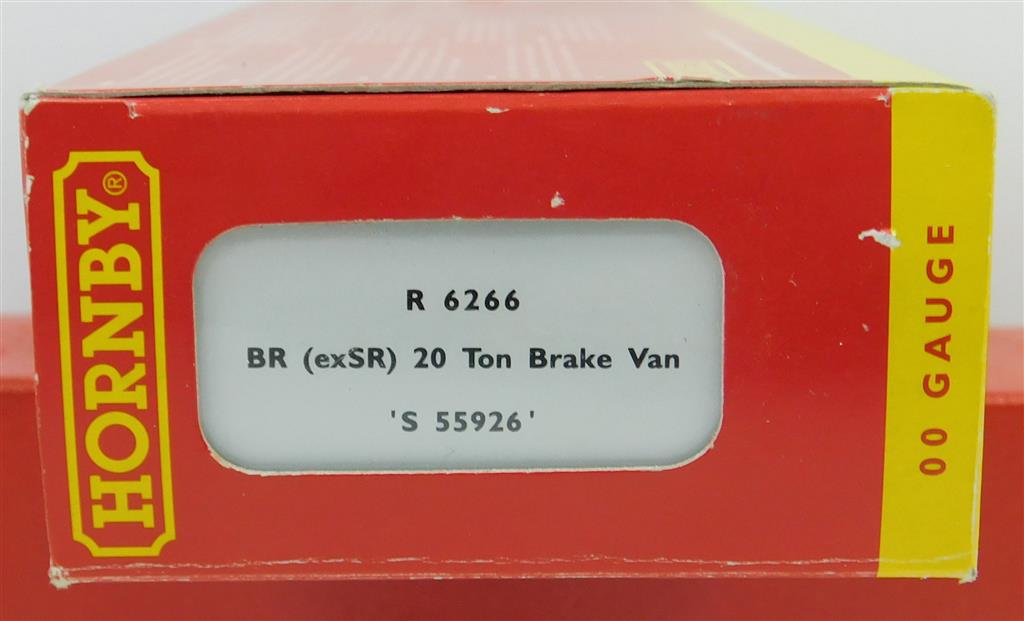 HORNBY®
R 6266
BR (exSR) 20 Ton Brake Van
'S 55926'
00 GAUGE